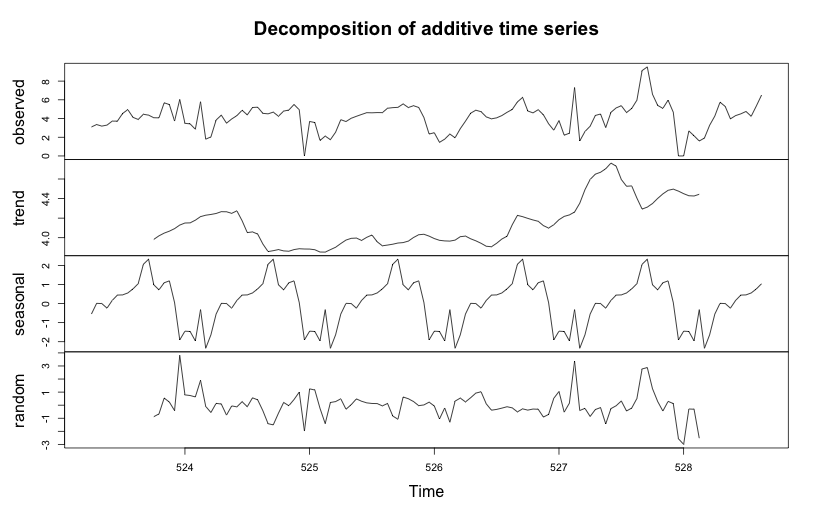 Decomposition of additive time series
observed
0 2 4 6 8
trend
4.0 4.4
seasonal
-2 -1 0 1 2
random
-3 -1 1 3
524 525 526 527 528
Time